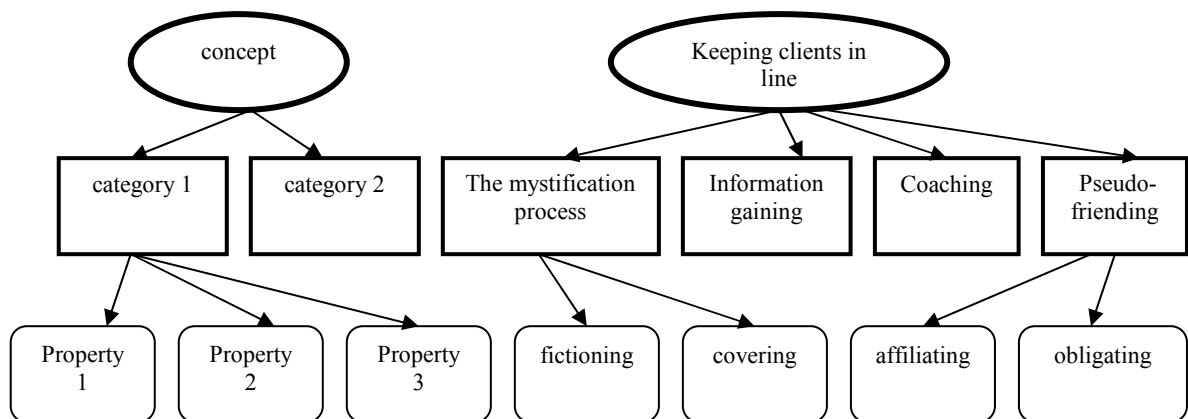 concept
Keeping clients in
line
category 1
category 2
The mystification
process
Information
gaining
Coaching
Pseudo-
friending
Property
1
Property
2
Property
3
fictioning
covering
affiliating
obligating